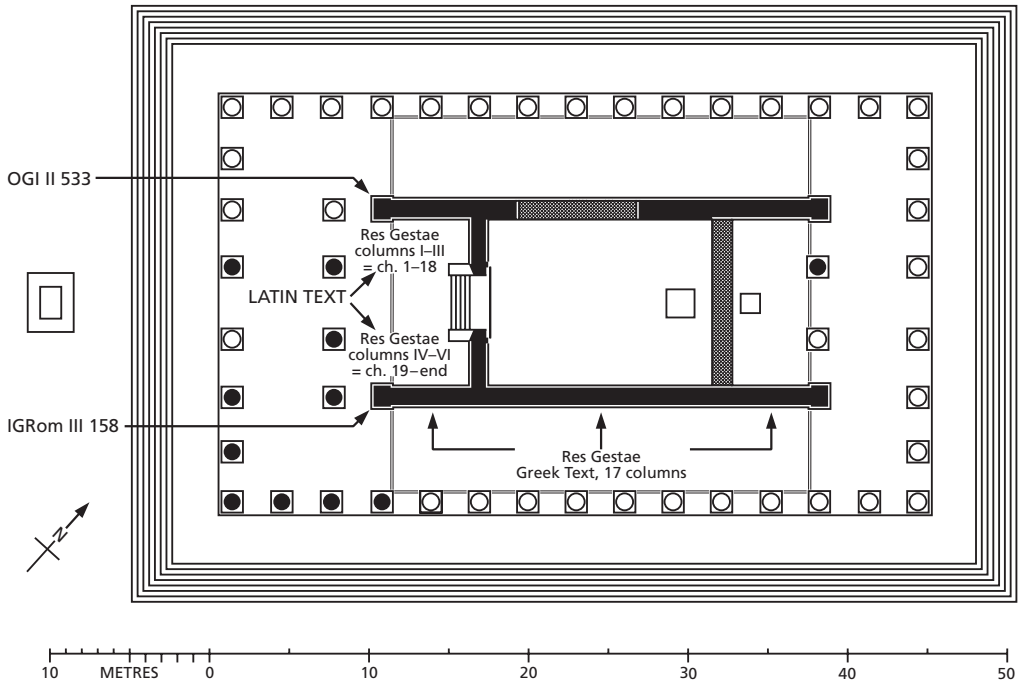 OGI II 533
Res Gestae
columns I–III
= ch. 1–18
LATIN TEXT
Res Gestae
columns IV–VI
= ch. 19–end
IGRom III 158
Res Gestae
Greek Text, 17 columns
N
10 METRES 0 10 20 30 40 50